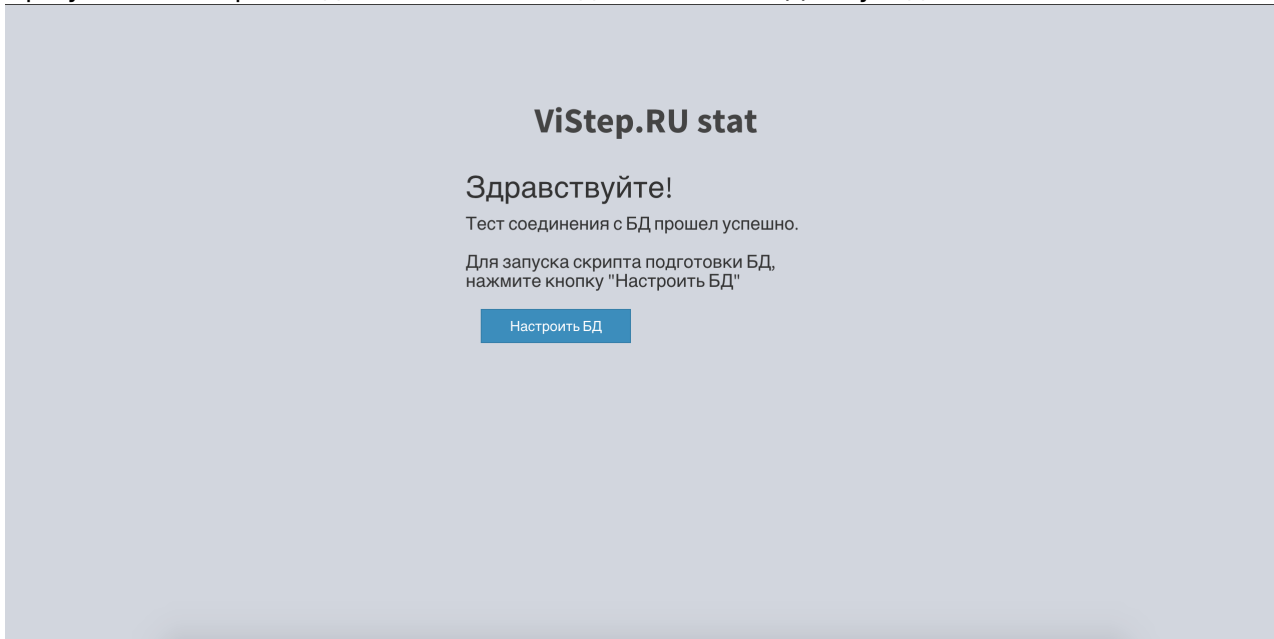 ViStep.RU stat
Здравствуйте!
Тест соединения с БД прошел успешно.
Для запуска скрипта подготовки БД,
нажмите кнопку "Настроить БД"
Настроить БД